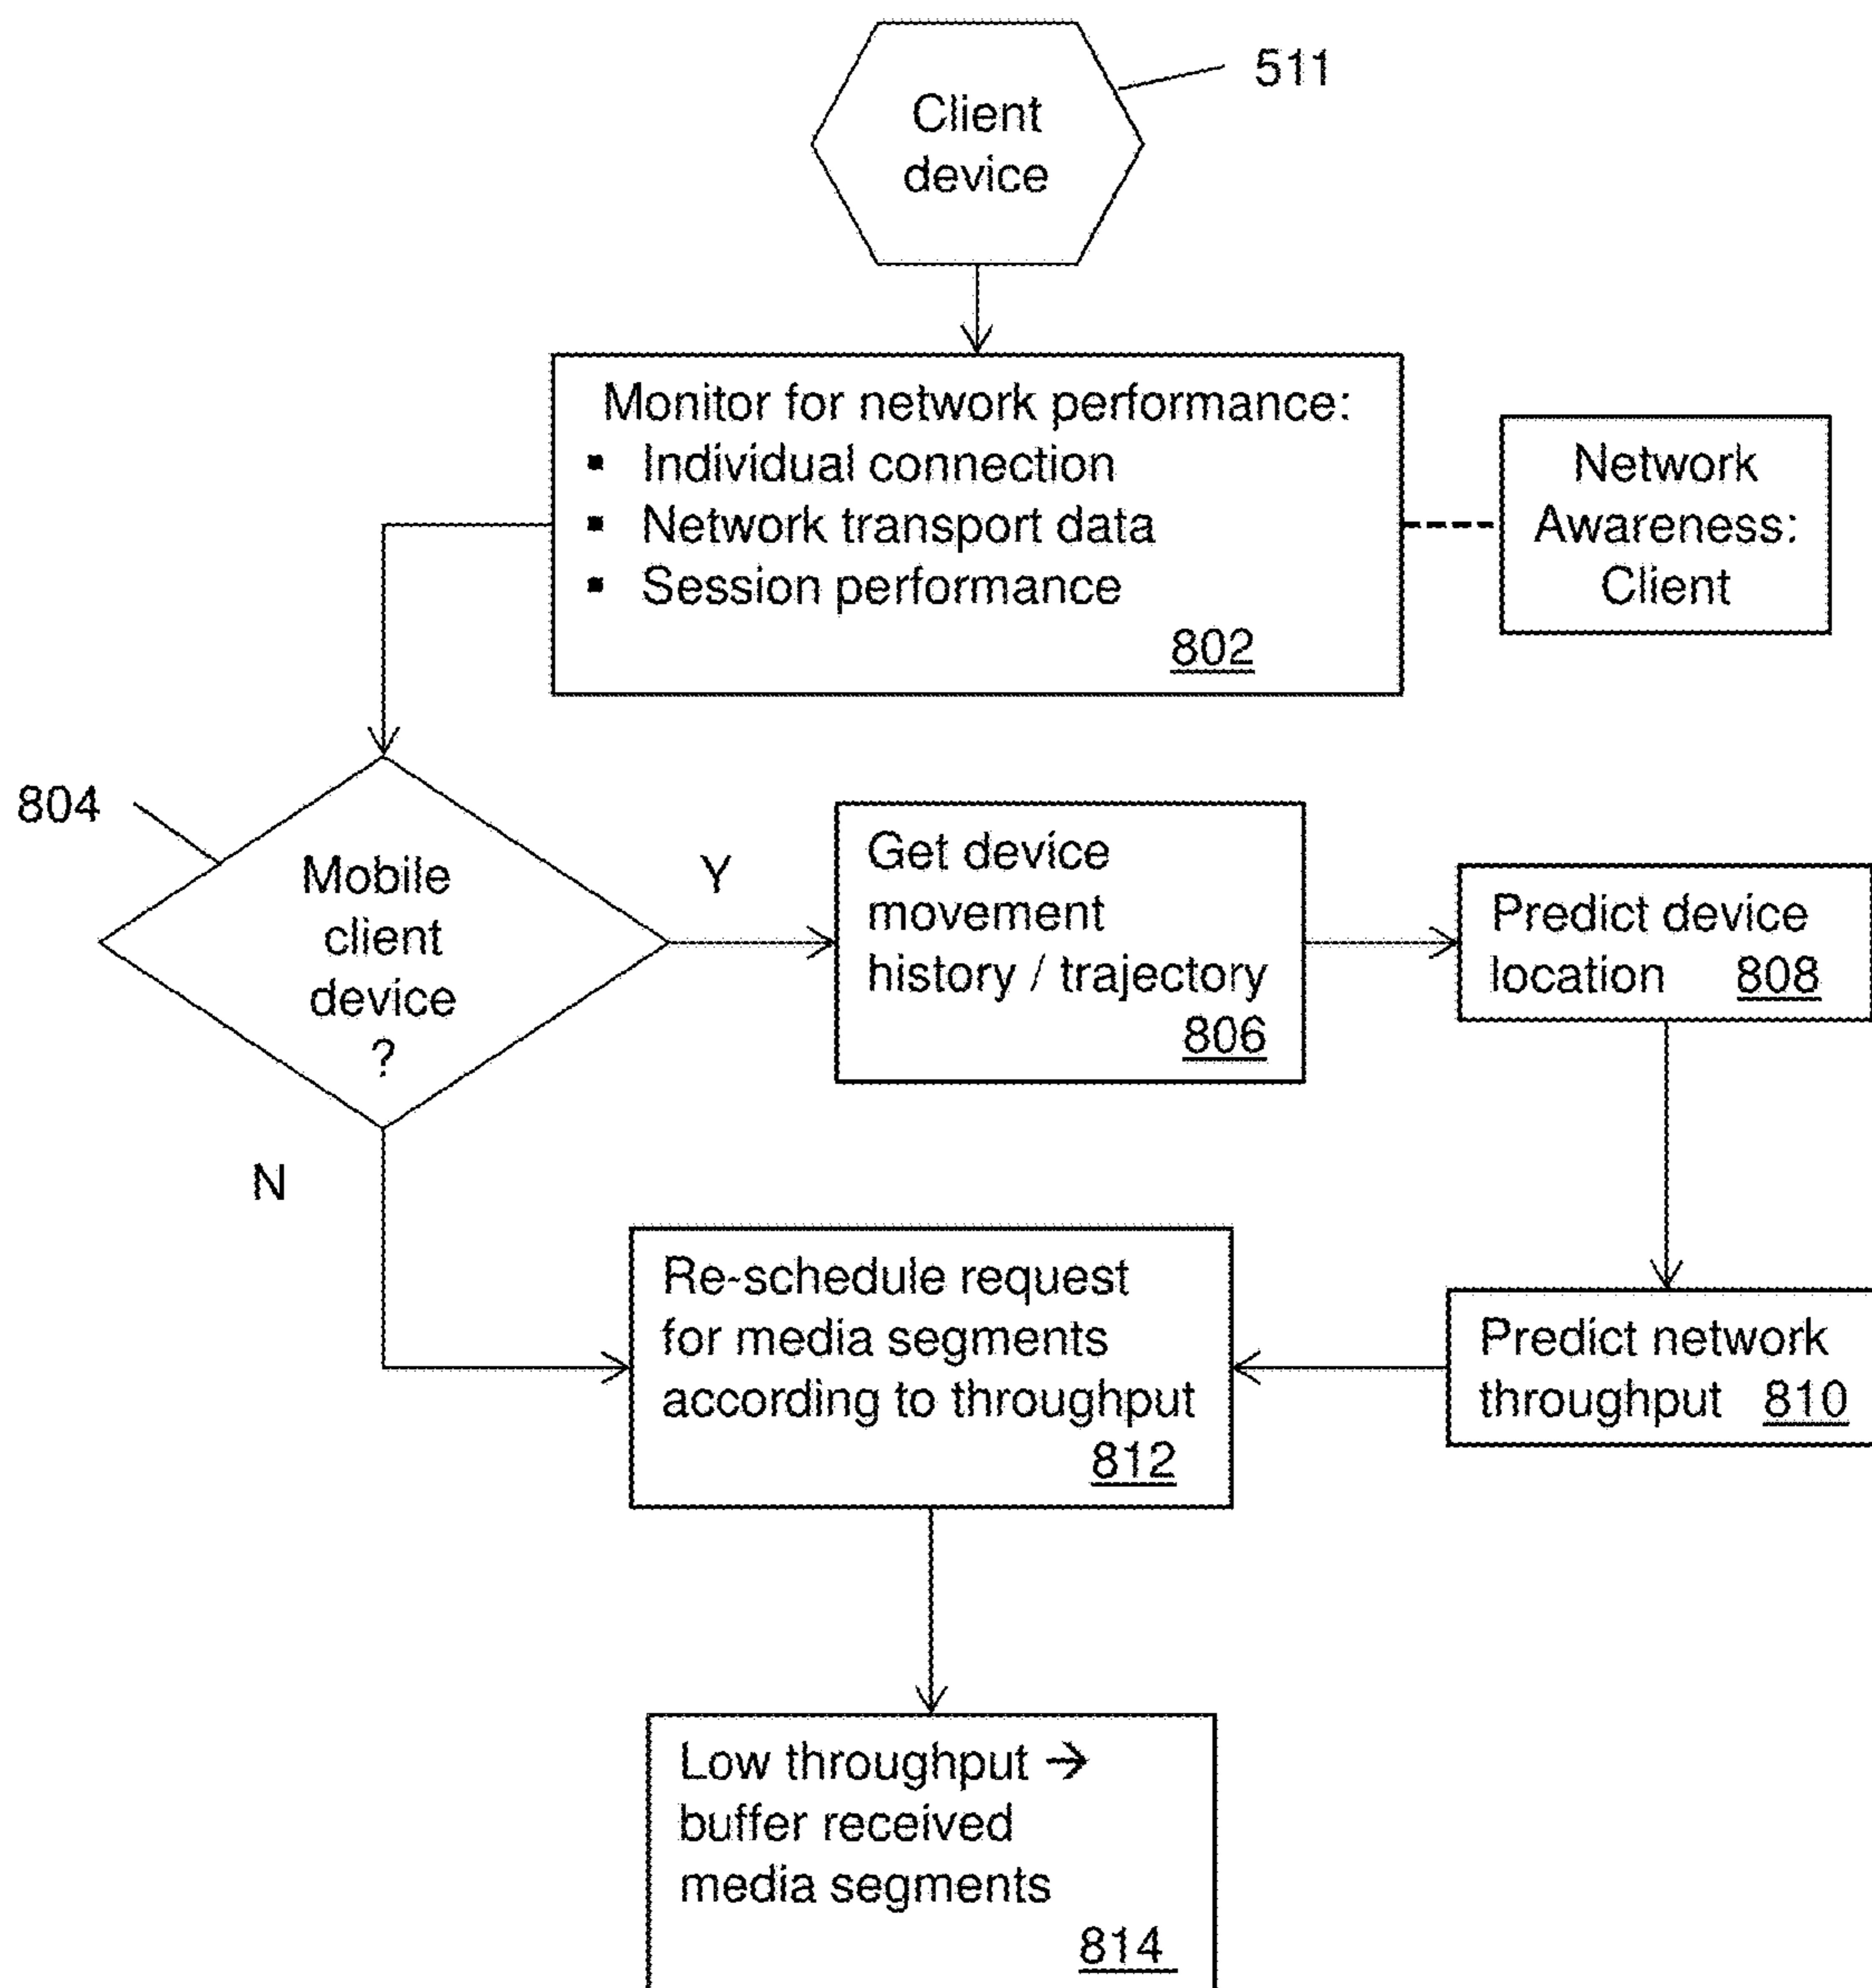 Client
device
511
Monitor for network performance:
▪ Individual connection
▪ Network transport data
▪ Session performance
802
Network
Awareness:
Client
804
Mobile
client
device
?
Y
Get device
movement
history / trajectory
806
Predict device
location 808
N
Re-schedule request
for media segments
according to throughput
812
Predict network
throughput 810
Low throughput →
buffer received
media segments
814